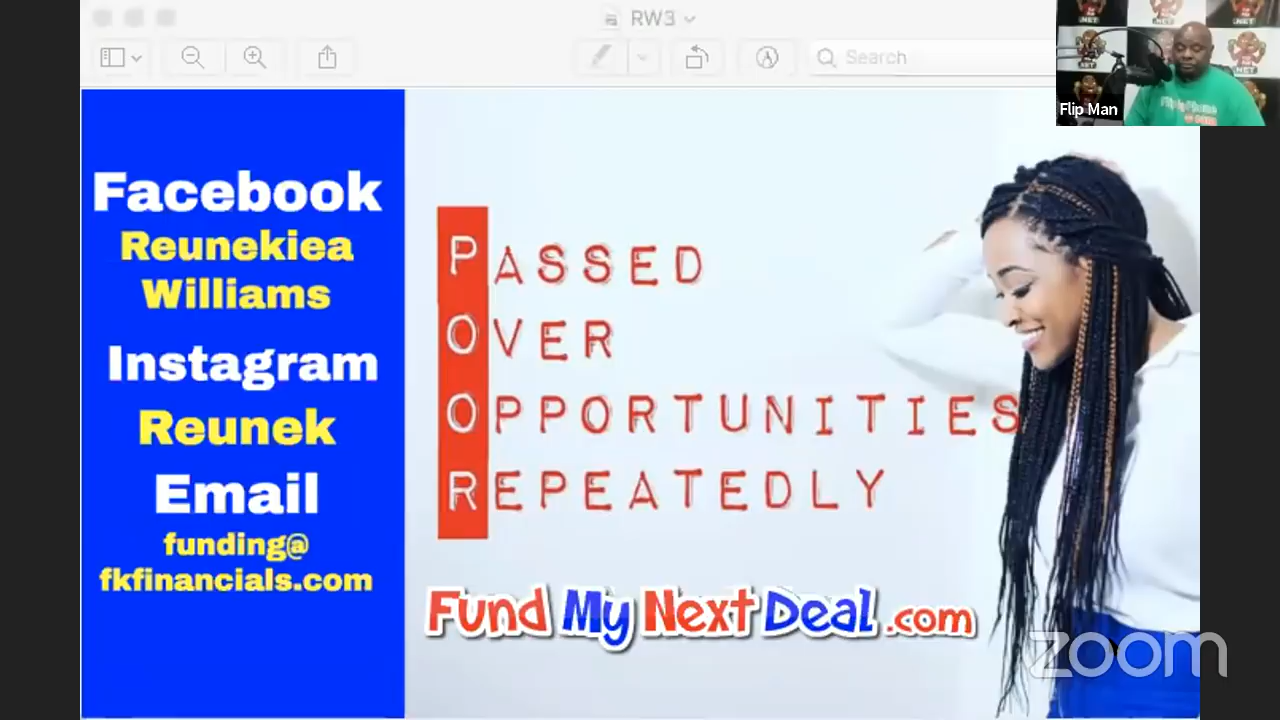 RW3
Search
Flip Man
.NET
Facebook
Reunekiea
Williams
Instagram
Reunek
Email
funding@
fkfinancials.com
PASSED
OVER
OPPORTUNITIES
REPEATEDLY
Fund My Next Deal .com
zoom